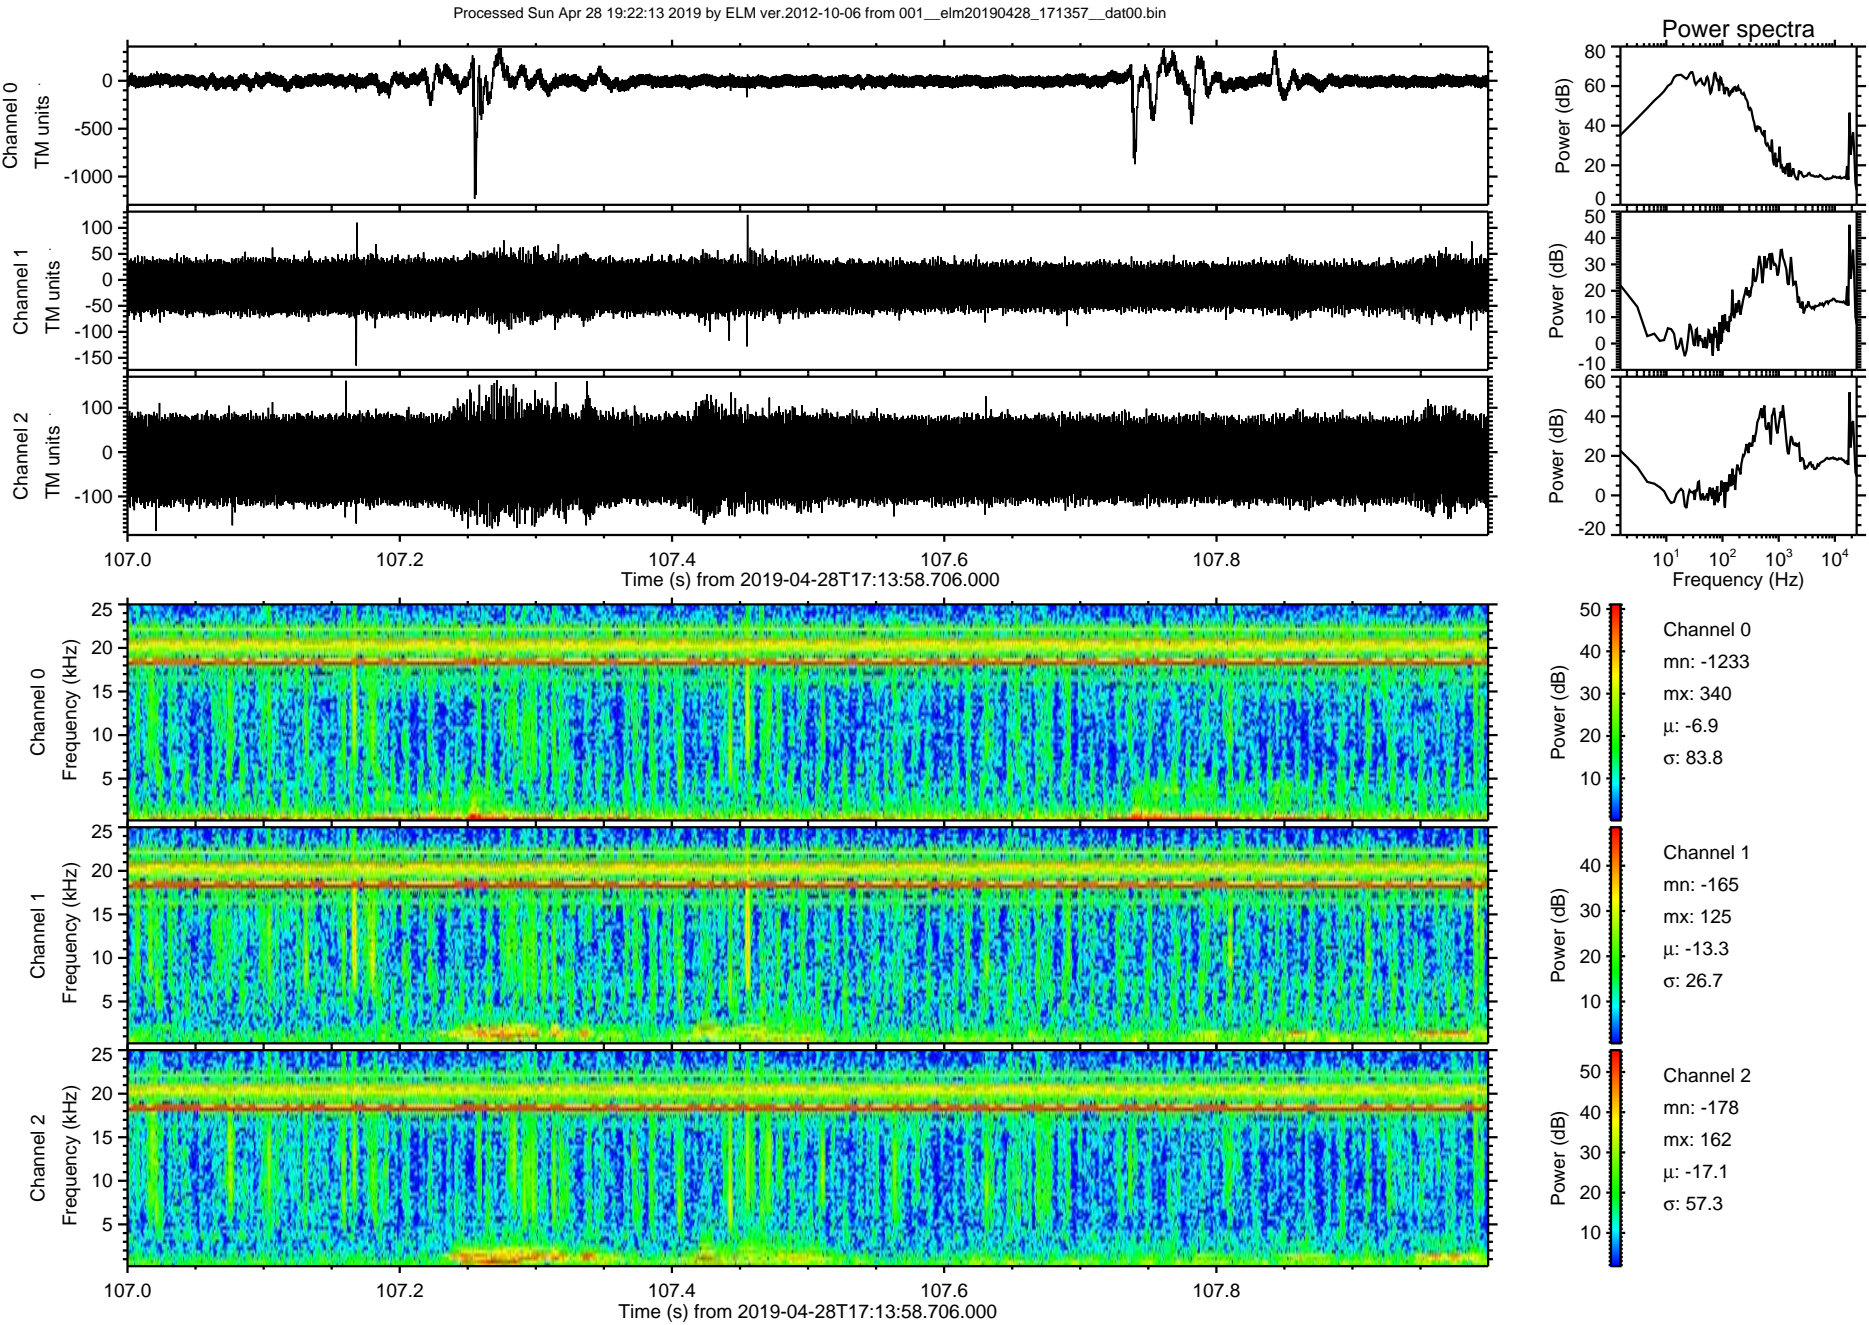 Processed Sun Apr 28 19:22:13 2019 by ELM ver.2012-10-06 from 001__elm20190428_171357__dat00.bin
Power spectra
Channel 0
TM units
0
-500
-1000
Power (dB)
80
60
40
20
0
Channel 1
TM units
100
50
0
-50
-100
-150
Power (dB)
50
40
30
20
10
0
-10
Channel 2
TM units
100
0
-100
Power (dB)
60
40
20
0
-20
107.0 107.2 107.4 107.6 107.8
Time (s) from 2019-04-28T17:13:58.706.000
10^1 10^2 10^3 10^4
Frequency (Hz)
Channel 0
Frequency (kHz)
25
20
15
10
5
Power (dB)
50
40
30
20
10
Channel 0
mn: -1233
mx: 340
μ: -6.9
σ: 83.8
Channel 1
Frequency (kHz)
25
20
15
10
5
Power (dB)
40
30
20
10
Channel 1
mn: -165
mx: 125
μ: -13.3
σ: 26.7
Channel 2
Frequency (kHz)
25
20
15
10
5
Power (dB)
50
40
30
20
10
Channel 2
mn: -178
mx: 162
μ: -17.1
σ: 57.3
107.0 107.2 107.4 107.6 107.8
Time (s) from 2019-04-28T17:13:58.706.000